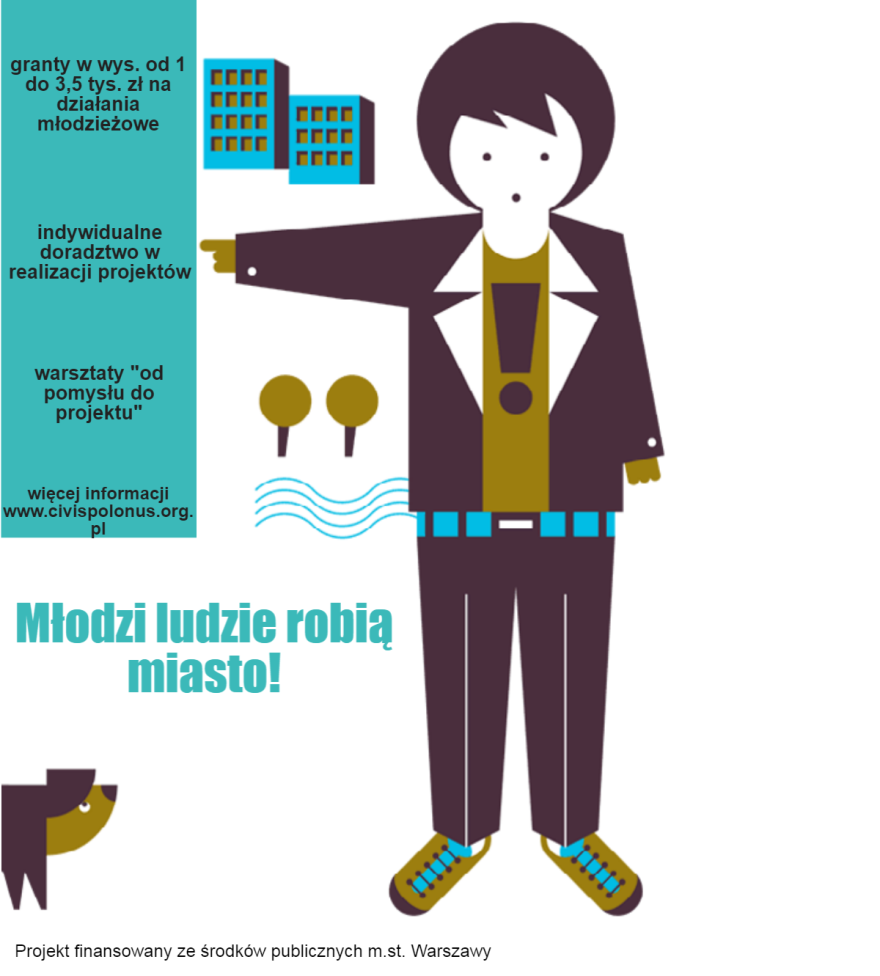 granty w wys. od 1
do 3,5 tys. zł na
działania
młodzieżowe
indywidualne
doradztwo w
realizacji projektów
warsztaty "od
pomysłu do
projektu"
więcej informacji
www.civispolonus.org.
pl
Młodzi ludzie robią
miasto!
Projekt finansowany ze środków publicznych m.st. Warszawy